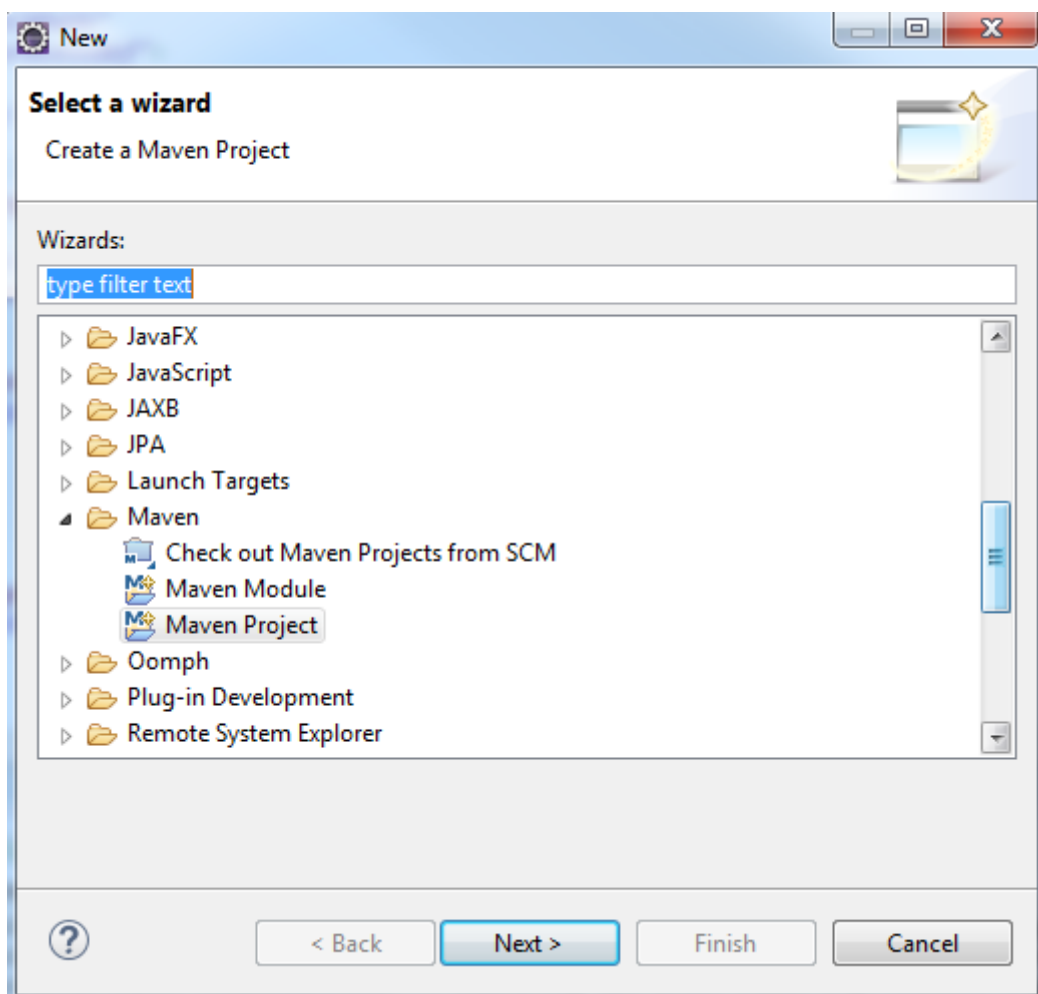 New
Select a wizard
Create a Maven Project
Wizards:
type filter text
JavaFX
JavaScript
JAXB
JPA
Launch Targets
Maven
Check out Maven Projects from SCM
Maven Module
Maven Project
Oomph
Plug-in Development
Remote System Explorer
? < Back Next > Finish Cancel